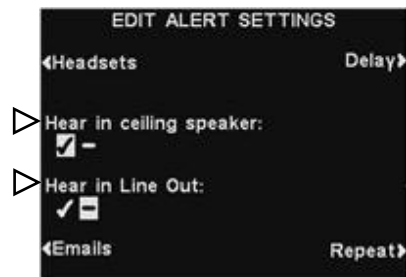 EDIT ALERT SETTINGS
Headsets Delay
Hear in ceiling speaker:
Hear in Line Out:
Emails Repeat